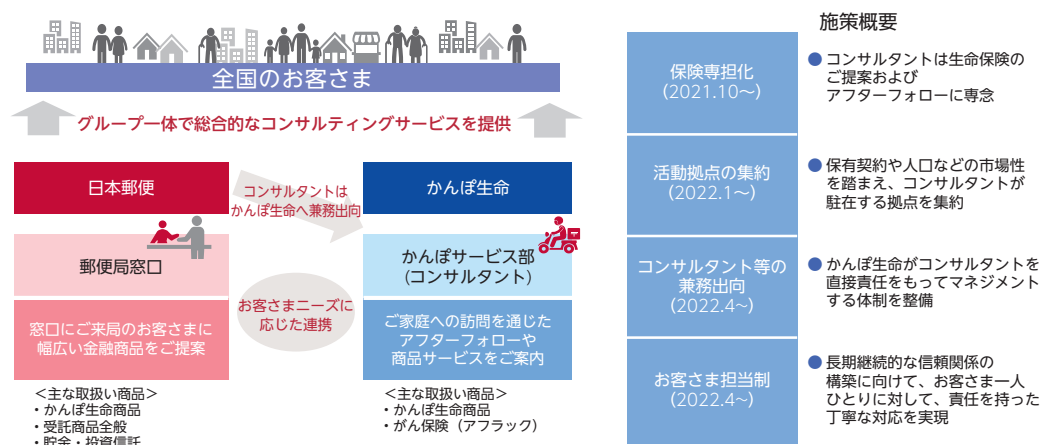 全国のお客さま
グループ一体で総合的なコンサルティングサービスを提供
日本郵便
コンサルタントは
かんぽ生命へ兼務出向
かんぽ生命
郵便局窓口
かんぽサービス部
(コンサルタント)
お客さまニーズに
応じた連携
窓口にご来局のお客さまに
幅広い金融商品をご提案
ご家庭への訪問を通じた
アフターフォローや
商品サービスをご案内
＜主な取扱い商品＞
・かんぽ生命商品
・受託商品全般
・貯金・投資信託
＜主な取扱い商品＞
・かんぽ生命商品
・がん保険（アフラック）
施策概要
保険専担化
(2021.10～)
● コンサルタントは生命保険の
ご提案および
アフターフォローに専念
活動拠点の集約
(2022.1～)
● 保有契約や人口などの市場性
を踏まえ、コンサルタントが
駐在する拠点を集約
コンサルタント等の
兼務出向
(2022.4~)
● かんぽ生命がコンサルタントを
直接責任をもってマネジメント
する体制を整備
お客さま担当制
(2022.4~)
● 長期継続的な信頼関係の
構築に向けて、お客さま一人
ひとりに対して、責任を持った
丁寧な対応を実現